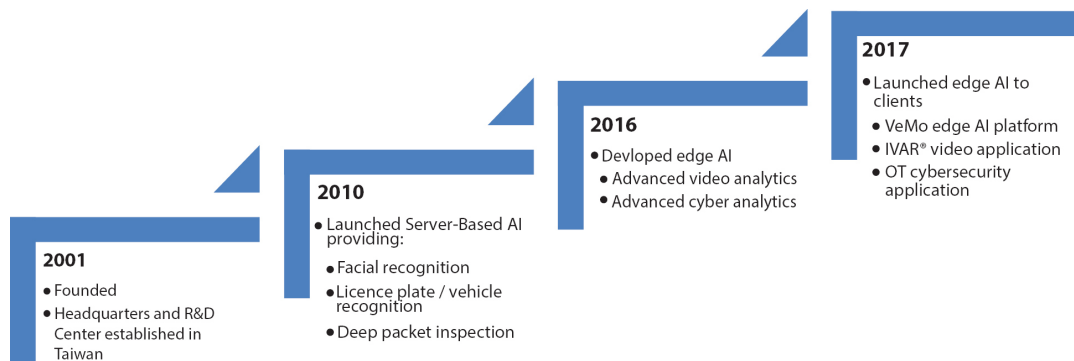 2001
• Founded
• Headquarters and R&D
Center established in
Taiwan
2010
• Launched Server-Based AI
providing:
• Facial recognition
• Licence plate / vehicle
recognition
• Deep packet inspection
2016
• Devloped edge AI
• Advanced video analytics
• Advanced cyber analytics
2017
• Launched edge AI to
clients
• VeMo edge AI platform
• IVAR® video application
• OT cybersecurity
application